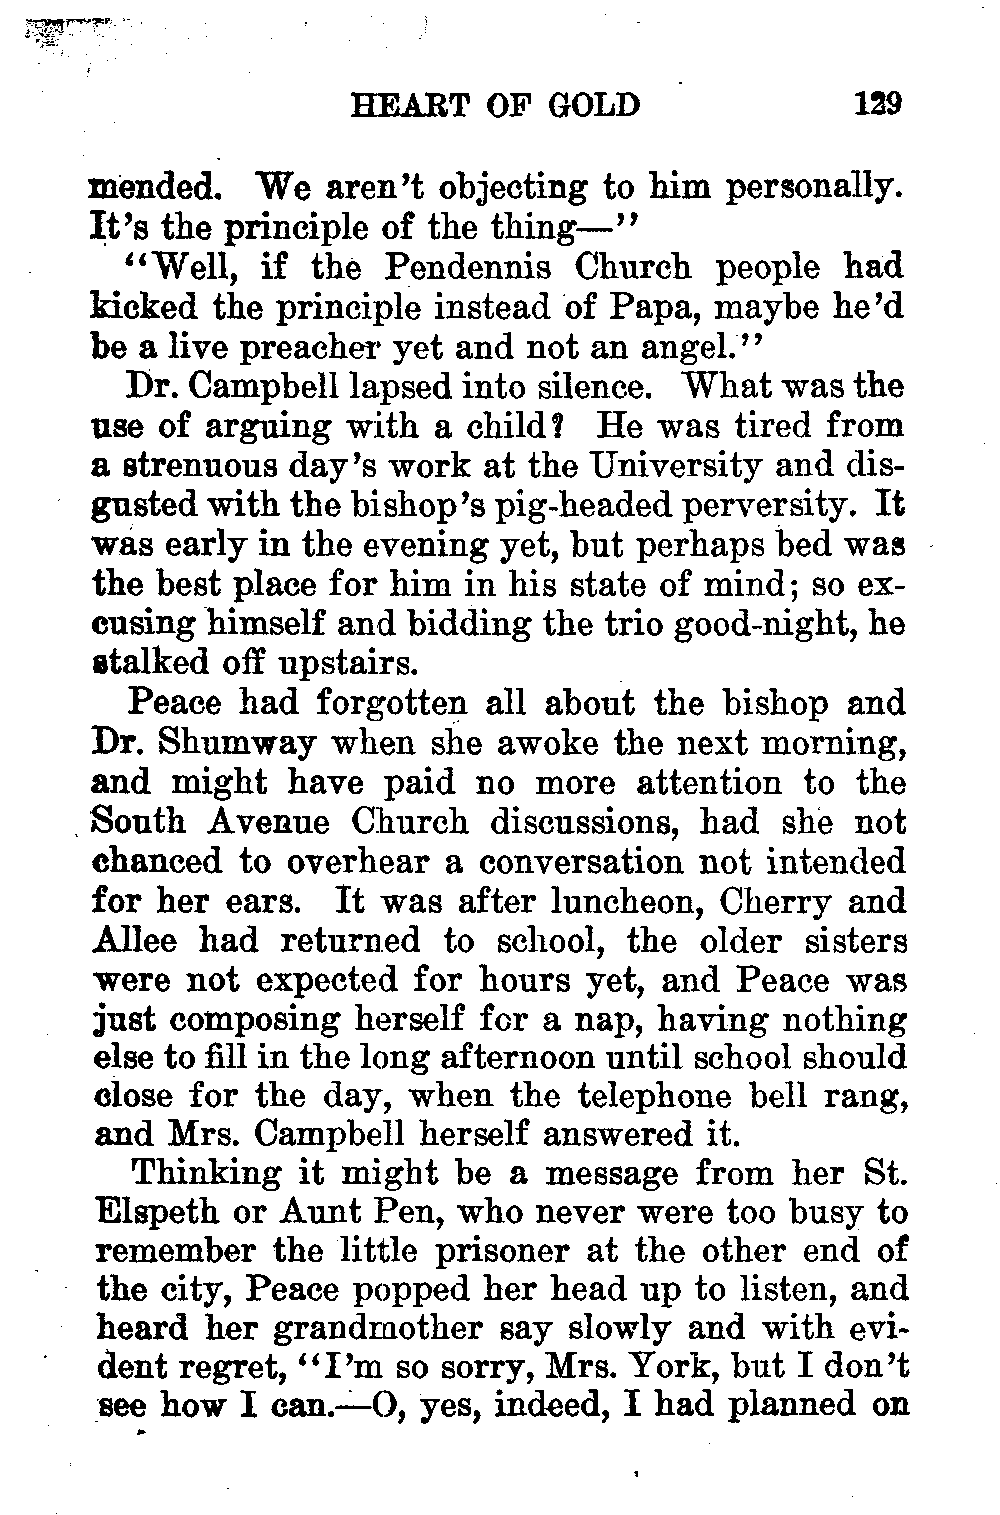 HEART OF GOLD 129
mended. We aren't objecting to him personally.
It's the principle of the thing—"
"Well, if the Pendennis Church people had
kicked the principle instead of Papa, maybe he'd
be a live preacher yet and not an angel."
Dr. Campbell lapsed into silence. What was the
use of arguing with a child? He was tired from
a strenuous day's work at the University and dis-
gusted with the bishop's pig-headed perversity. It
was early in the evening yet, but perhaps bed was
the best place for him in his state of mind; so ex-
cusing himself and bidding the trio good-night, he
stalked off upstairs.
Peace had forgotten all about the bishop and
Dr. Shumway when she awoke the next morning,
and might have paid no more attention to the
South Avenue Church discussions, had she not
chanced to overhear a conversation not intended
for her ears. It was after luncheon, Cherry and
Allee had returned to school, the older sisters
were not expected for hours yet, and Peace was
just composing herself for a nap, having nothing
else to fill in the long afternoon until school should
close for the day, when the telephone bell rang,
and Mrs. Campbell herself answered it.
Thinking it might be a message from her St.
Elspeth or Aunt Pen, who never were too busy to
remember the little prisoner at the other end of
the city, Peace popped her head up to listen, and
heard her grandmother say slowly and with evi-
dent regret, "I'm so sorry, Mrs. York, but I don't
see how I can.—O, yes, indeed, I had planned on